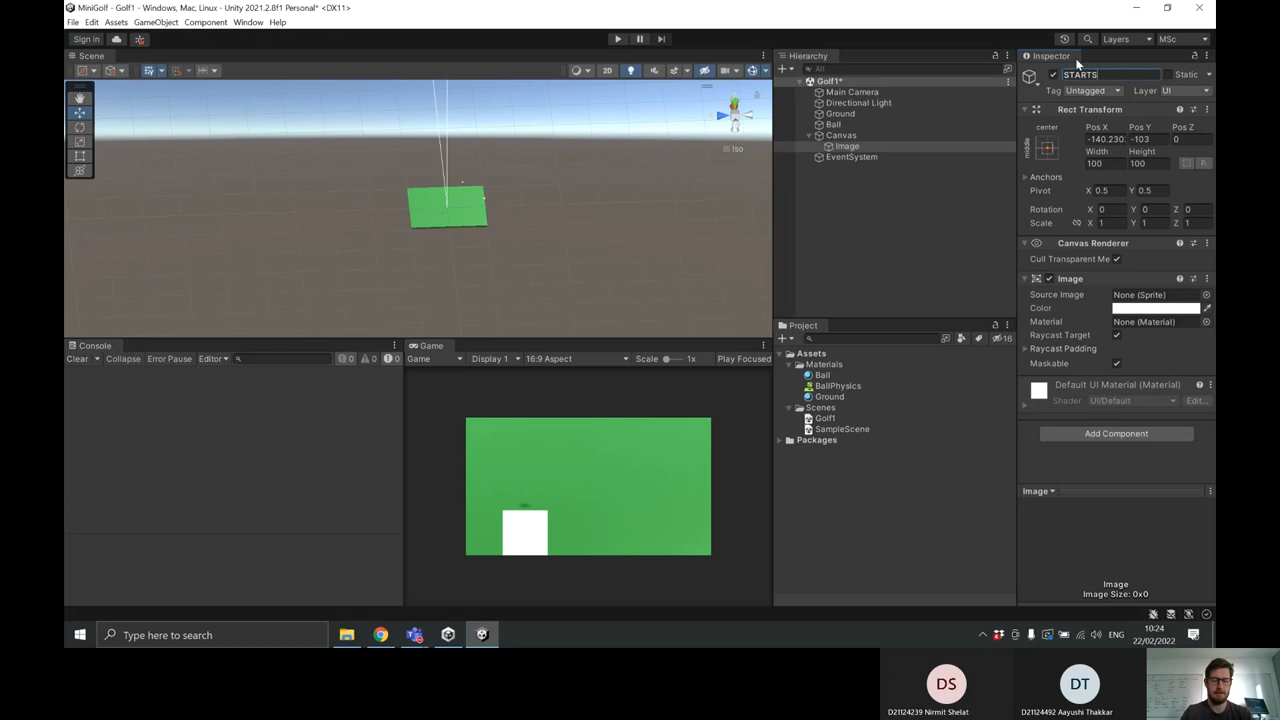 MiniGolf - Golf1 - Windows, Mac, Linux - Unity 2021.2.8f1 Personal* <DX11>
File Edit Assets GameObject Component Window Help
Sign in Layers MSc
Scene
2D
Iso
Hierarchy
All
Golf1*
Main Camera
Directional Light
Ground
Ball
Canvas
Image
EventSystem
Inspector
STARTS Static
Tag Untagged Layer UI
Rect Transform
center
middle
Pos X Pos Y Pos Z
-140.230 -103 0
Width Height
100 100
R
Anchors
Pivot X 0.5 Y 0.5
Rotation X 0 Y 0 Z 0
Scale X 1 Y 1 Z 1
Canvas Renderer
Cull Transparent Me
Image
Source Image None (Sprite)
Color
Material None (Material)
Raycast Target
Raycast Padding
Maskable
Default UI Material (Material)
Shader UI/Default Edit...
Add Component
Image
Image
Image Size: 0x0
Console
Clear Collapse Error Pause Editor 0 0 0
Game
Game Display 1 16:9 Aspect Scale 1x Play Focused
Project
16
Assets
Materials
Ball
BallPhysics
Ground
Scenes
Golf1
SampleScene
Packages
Type here to search
ENG
10:24
22/02/2022
DS
D21124239 Nirmit Shelat
DT
D21124492 Aayushi Thakkar